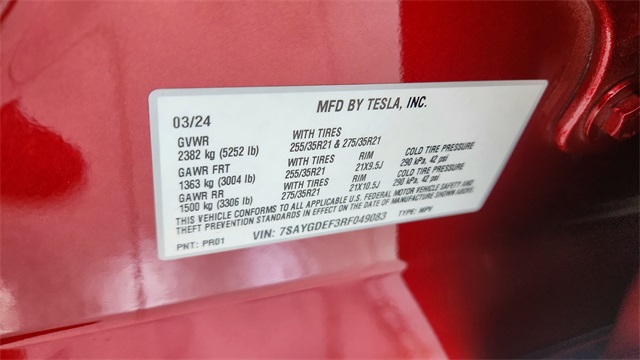 MFD BY TESLA, INC.
03/24
GVWR WITH TIRES
2382 kg (5252 lb) 255/35R21 & 275/35R21
GAWR FRT WITH TIRES RIM COLD TIRE PRESSURE
1363 kg (3004 lb) 255/35R21 21X9.5J 290 kPa, 42 psi
GAWR RR WITH TIRES RIM COLD TIRE PRESSURE
1500 kg (3306 lb) 275/35R21 21X10.5J 290 kPa, 42 psi
THIS VEHICLE CONFORMS TO ALL APPLICABLE U.S. FEDERAL MOTOR VEHICLE SAFETY AND
THEFT PREVENTION STANDARDS IN EFFECT ON THE DATE OF MANUFACTURE SHOWN ABOVE.
PNT: PR01 VIN: 7SAYGDEF3RF049083 TYPE: MPV